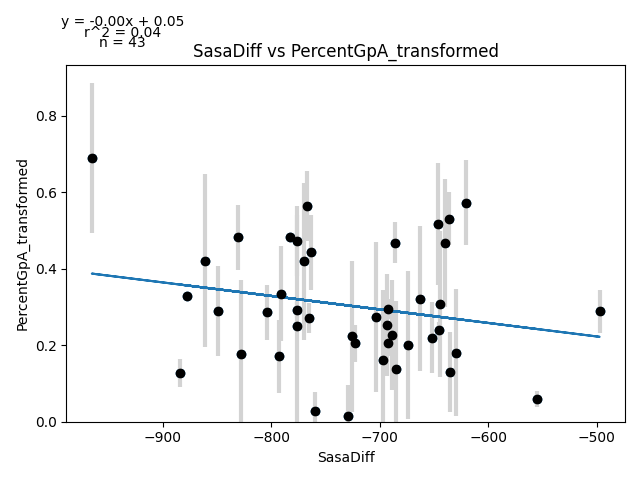 y = -0.00x + 0.05
r^2 = 0.04
n = 43
SasaDiff vs PercentGpA_transformed
PercentGpA_transformed
0.8
0.6
0.4
0.2
0.0
−900
−800
−700
−600
−500
SasaDiff